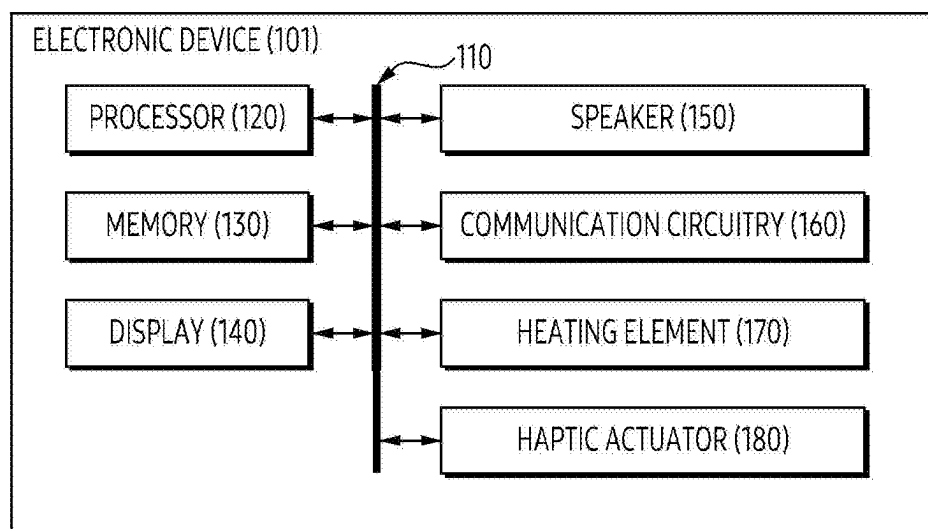 ELECTRONIC DEVICE (101)
110
PROCESSOR (120)
SPEAKER (150)
MEMORY (130)
COMMUNICATION CIRCUITRY (160)
DISPLAY (140)
HEATING ELEMENT (170)
HAPTIC ACTUATOR (180)